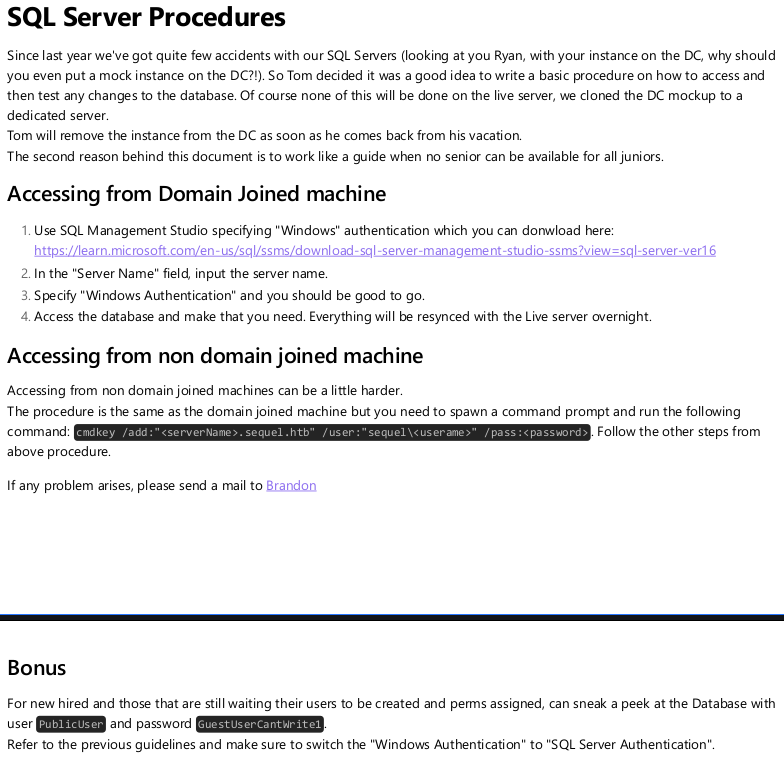 SQL Server Procedures
Since last year we've got quite few accidents with our SQL Servers (looking at you Ryan, with your instance on the DC, why should
you even put a mock instance on the DC?!). So Tom decided it was a good idea to write a basic procedure on how to access and
then test any changes to the database. Of course none of this will be done on the live server, we cloned the DC mockup to a
dedicated server.
Tom will remove the instance from the DC as soon as he comes back from his vacation.
The second reason behind this document is to work like a guide when no senior can be available for all juniors.
Accessing from Domain Joined machine
1. Use SQL Management Studio specifying "Windows" authentication which you can donwload here:
https://learn.microsoft.com/en-us/sql/ssms/download-sql-server-management-studio-ssms?view=sql-server-ver16
2. In the "Server Name" field, input the server name.
3. Specify "Windows Authentication" and you should be good to go.
4. Access the database and make that you need. Everything will be resynced with the Live server overnight.
Accessing from non domain joined machine
Accessing from non domain joined machines can be a little harder.
The procedure is the same as the domain joined machine but you need to spawn a command prompt and run the following
command: cmdkey /add:"<serverName>.sequel.htb" /user:"sequel\<userame>" /pass:<password>. Follow the other steps from
above procedure.
If any problem arises, please send a mail to Brandon
Bonus
For new hired and those that are still waiting their users to be created and perms assigned, can sneak a peek at the Database with
user PublicUser and password GuestUserCantWrite1.
Refer to the previous guidelines and make sure to switch the "Windows Authentication" to "SQL Server Authentication".